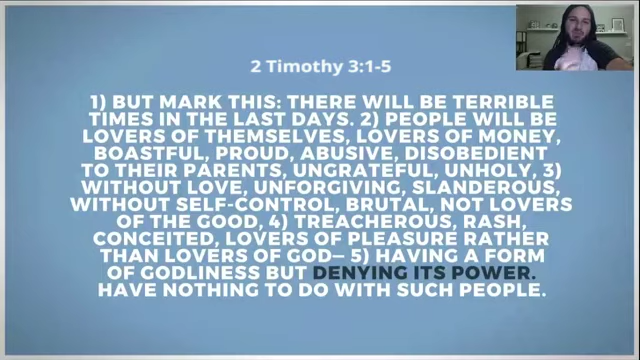 2 Timothy 3:1-5
1) BUT MARK THIS: THERE WILL BE TERRIBLE
TIMES IN THE LAST DAYS. 2) PEOPLE WILL BE
LOVERS OF THEMSELVES, LOVERS OF MONEY,
BOASTFUL, PROUD, ABUSIVE, DISOBEDIENT
TO THEIR PARENTS, UNGRATEFUL, UNHOLY, 3)
WITHOUT LOVE, UNFORGIVING, SLANDEROUS,
WITHOUT SELF-CONTROL, BRUTAL, NOT LOVERS
OF THE GOOD, 4) TREACHEROUS, RASH,
CONCEITED, LOVERS OF PLEASURE RATHER
THAN LOVERS OF GOD— 5) HAVING A FORM
OF GODLINESS BUT DENYING ITS POWER.
HAVE NOTHING TO DO WITH SUCH PEOPLE.